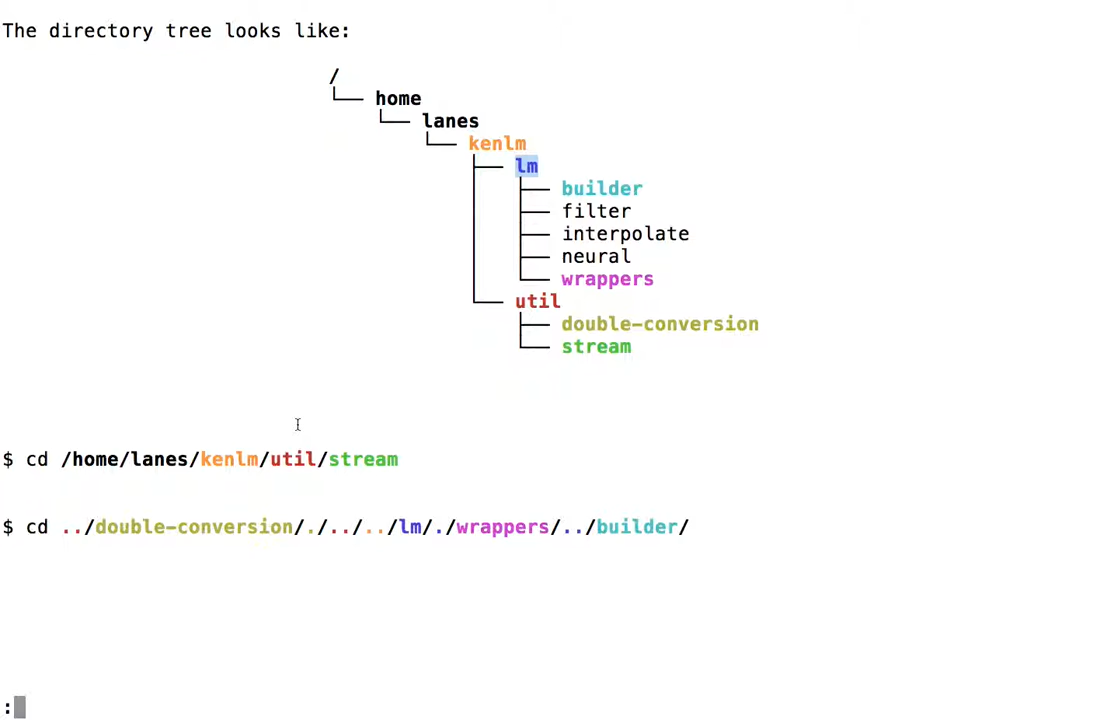 The directory tree looks like:
/
└── home
└── lanes
└── kenlm
├── lm
├── builder
├── filter
├── interpolate
├── neural
└── wrappers
└── util
├── double-conversion
└── stream
$ cd /home/lanes/kenlm/util/stream
$ cd ../double-conversion/./../../lm/./wrappers/../builder/
: